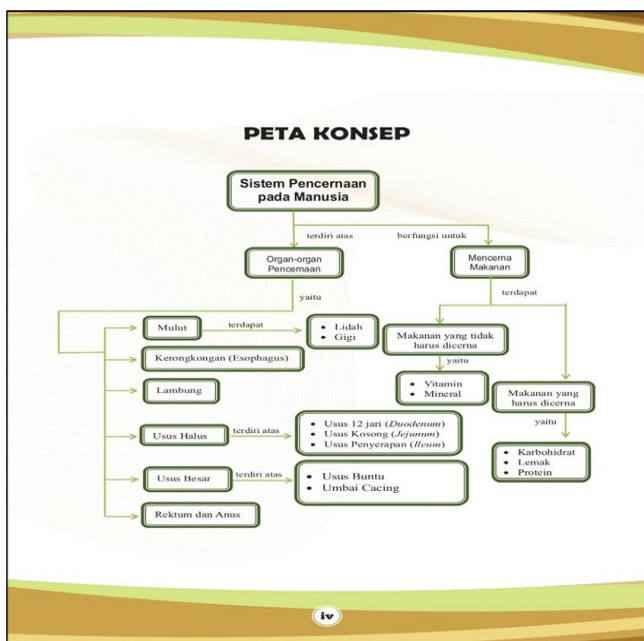 PETA KONSEP
Sistem Pencernaan
pada Manusia
terdiri atas
berfungsi untuk
Organ-organ
Pencernaan
Mencerna
Makanan
yaitu
terdapat
Mulut
terdapat
• Lidah
• Gigi
Kerongkongan (Esophagus)
Lambung
Usus Halus
terdiri atas
• Usus 12 jari (Duodenum)
• Usus Kosong (Jejunum)
• Usus Penyerapan (Ileum)
Usus Besar
terdiri atas
• Usus Buntu
• Umbai Cacing
Rektum dan Anus
Makanan yang tidak
harus dicerna
yaitu
• Vitamin
• Mineral
Makanan yang
harus dicerna
yaitu
• Karbohidrat
• Lemak
• Protein
iv